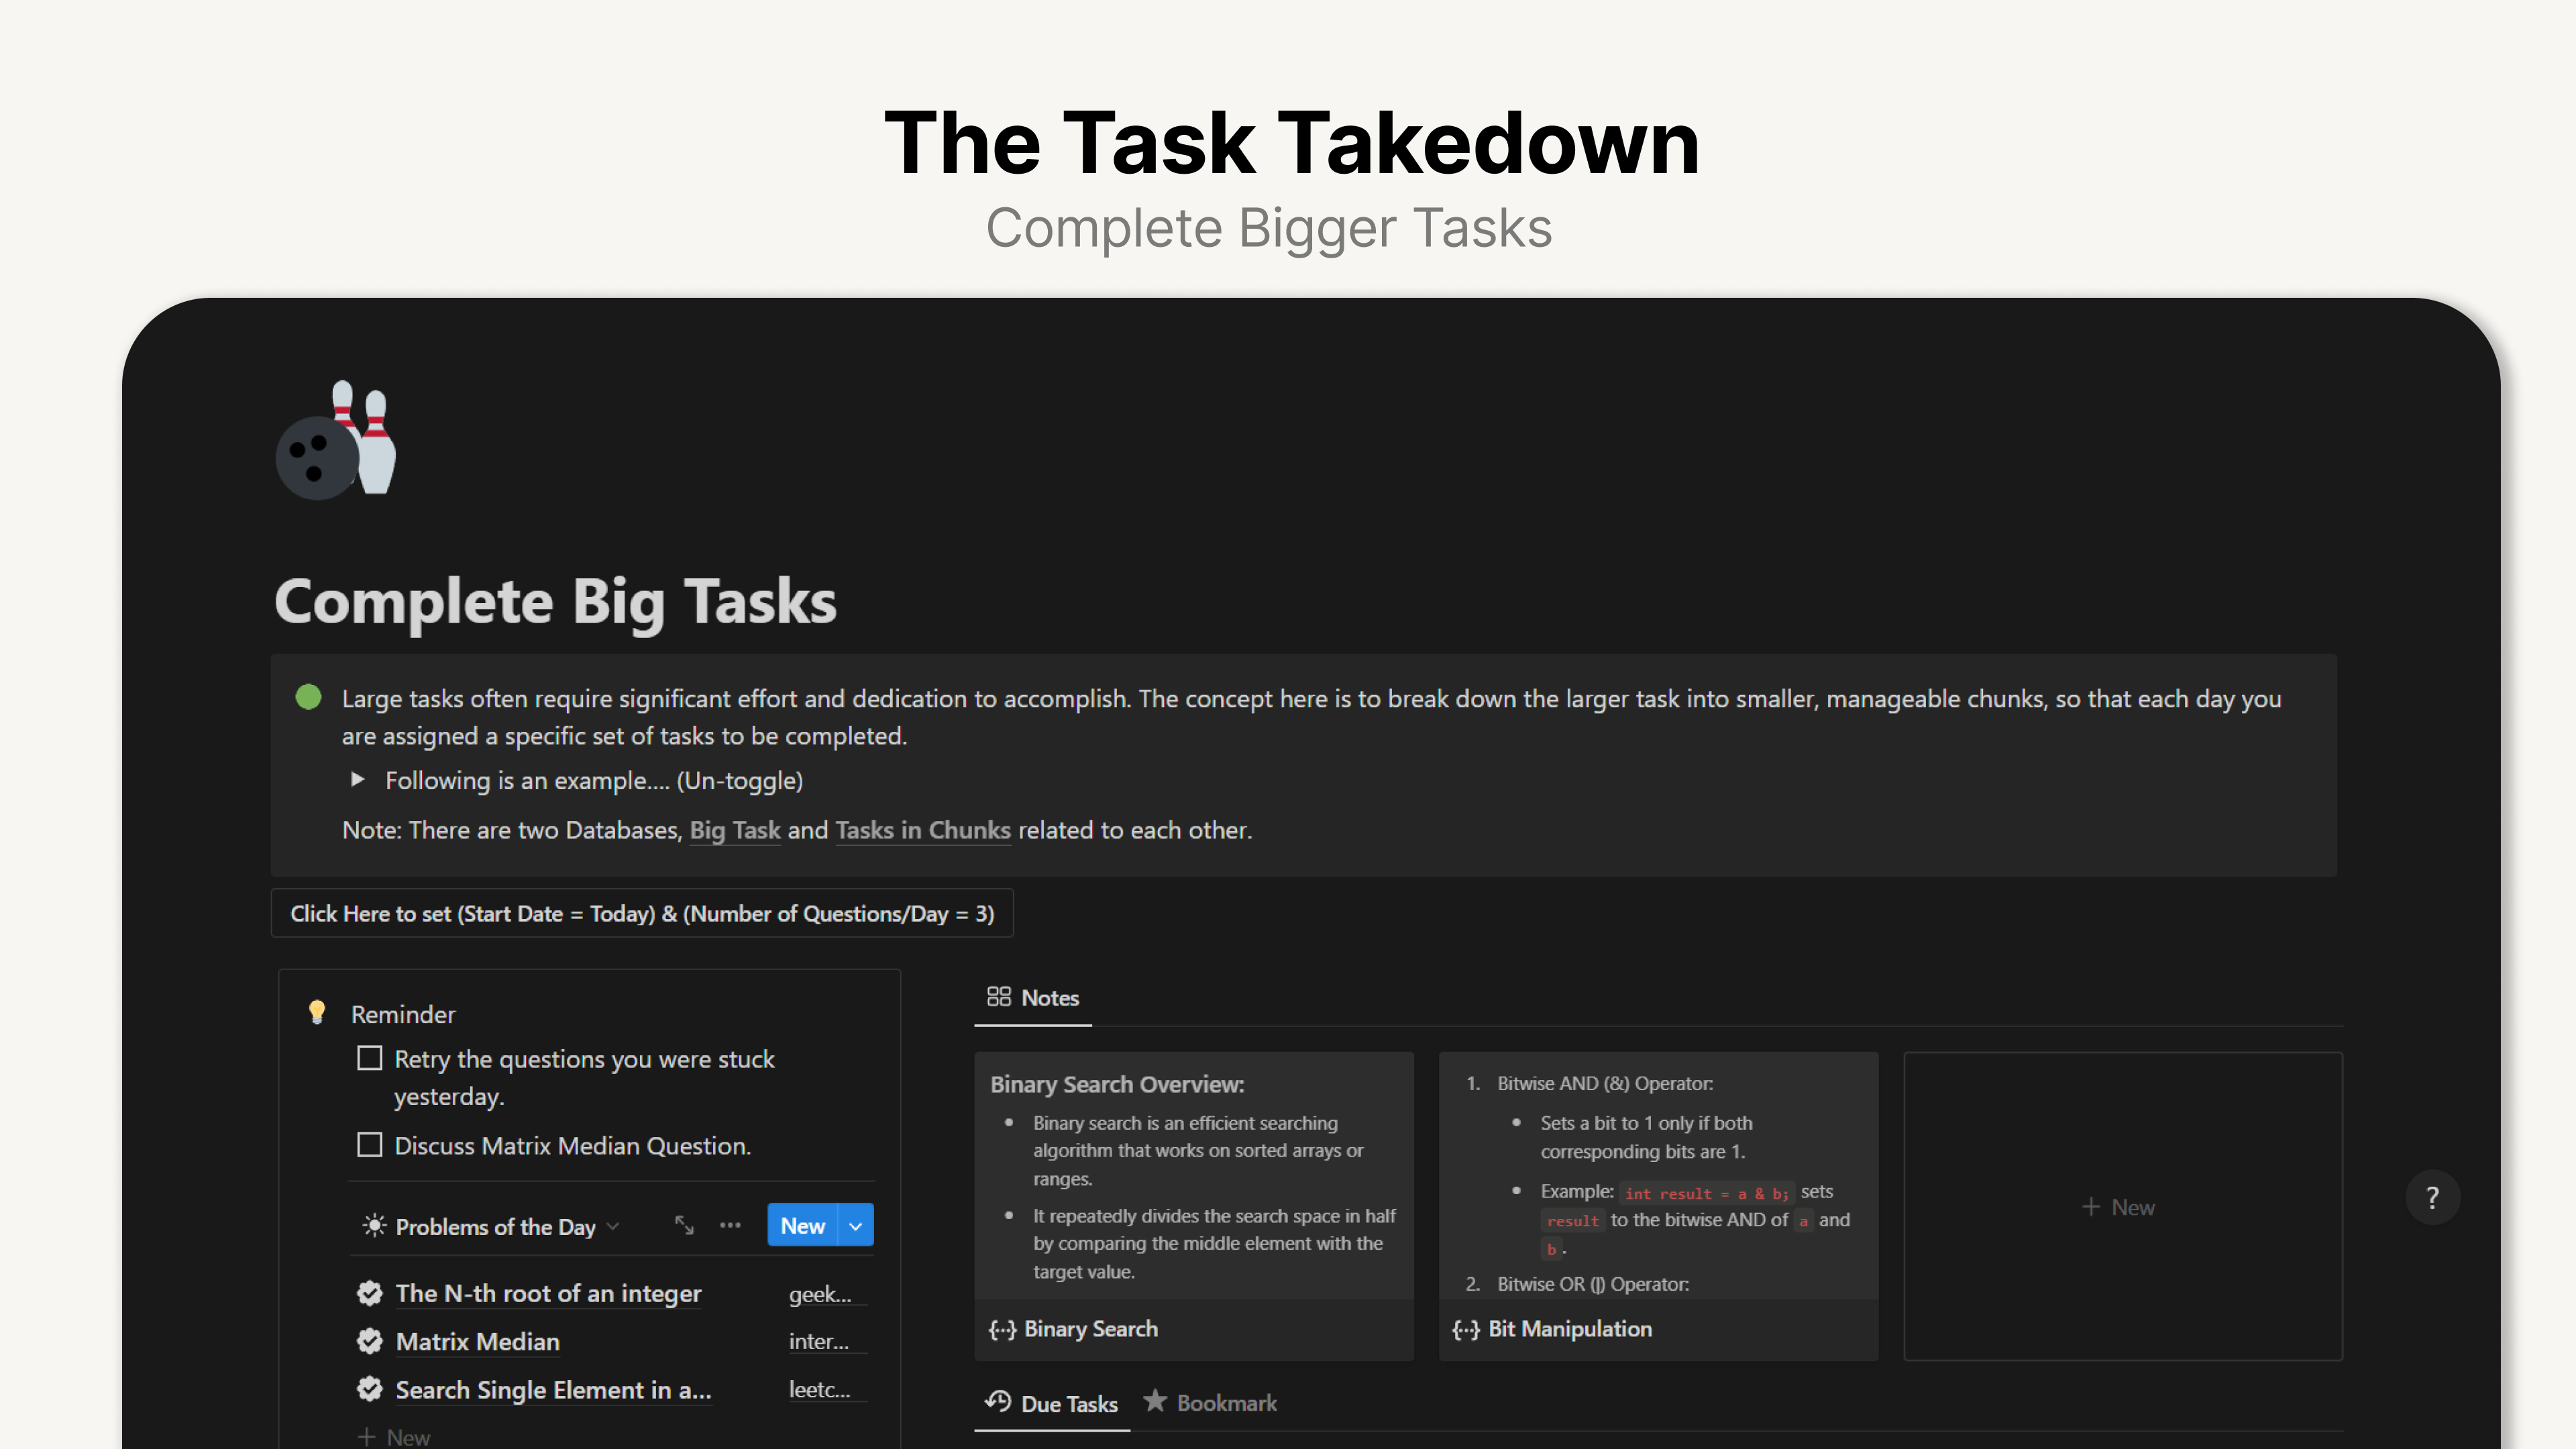 The Task Takedown
Complete Bigger Tasks
Complete Big Tasks
Large tasks often require significant effort and dedication to accomplish. The concept here is to break down the larger task into smaller, manageable chunks, so that each day you
are assigned a specific set of tasks to be completed.
Following is an example.... (Un-toggle)
Note: There are two Databases, Big Task and Tasks in Chunks related to each other.
Click Here to set (Start Date = Today) & (Number of Questions/Day = 3)
Reminder
Retry the questions you were stuck
yesterday.
Discuss Matrix Median Question.
Problems of the Day
New
The N-th root of an integer geek...
Matrix Median inter...
Search Single Element in a... leetc...
+ New
Notes
Binary Search Overview:
• Binary search is an efficient searching
algorithm that works on sorted arrays or
ranges.
• It repeatedly divides the search space in half
by comparing the middle element with the
target value.
{··} Binary Search
1. Bitwise AND (&) Operator:
• Sets a bit to 1 only if both
corresponding bits are 1.
• Example: int result = a & b; sets
result to the bitwise AND of a and
b.
2. Bitwise OR (|) Operator:
{··} Bit Manipulation
+ New
?
Due Tasks Bookmark